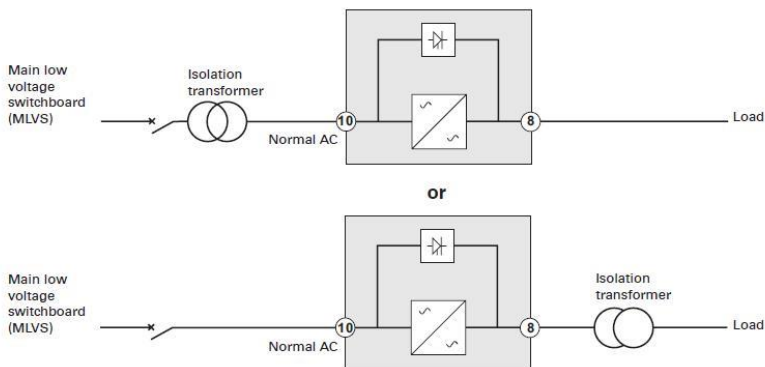 Main low
voltage
switchboard
(MLVS)
Isolation
transformer
Normal AC
10
8
Load
or
Main low
voltage
switchboard
(MLVS)
Normal AC
10
8
Isolation
transformer
Load